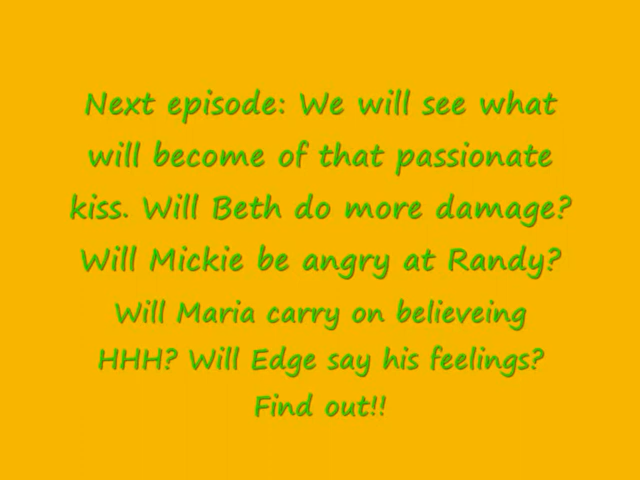 Next episode: We will see what
will become of that passionate
kiss. Will Beth do more damage?
Will Mickie be angry at Randy?
Will Maria carry on believeing
HHH? Will Edge say his feelings?
Find out!!